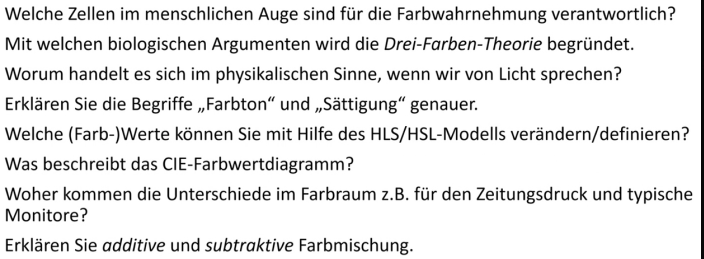 Welche Zellen im menschlichen Auge sind für die Farbwahrnehmung verantwortlich?
Mit welchen biologischen Argumenten wird die Drei-Farben-Theorie begründet.
Worum handelt es sich im physikalischen Sinne, wenn wir von Licht sprechen?
Erklären Sie die Begriffe „Farbton“ und „Sättigung“ genauer.
Welche (Farb-)Werte können Sie mit Hilfe des HLS/HSL-Modells verändern/definieren?
Was beschreibt das CIE-Farbwertdiagramm?
Woher kommen die Unterschiede im Farbraum z.B. für den Zeitungsdruck und typische
Monitore?
Erklären Sie additive und subtraktive Farbmischung.